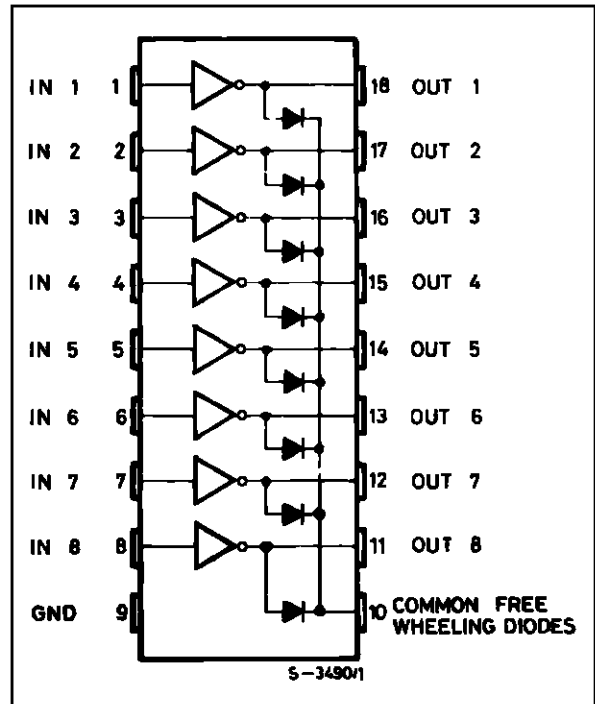 IN 1 1 18 OUT 1
IN 2 2 17 OUT 2
IN 3 3 16 OUT 3
IN 4 4 15 OUT 4
IN 5 5 14 OUT 5
IN 6 6 13 OUT 6
IN 7 7 12 OUT 7
IN 8 8 11 OUT 8
GND 9 10 COMMON FREE
WHEELING DIODES
S-3490/1